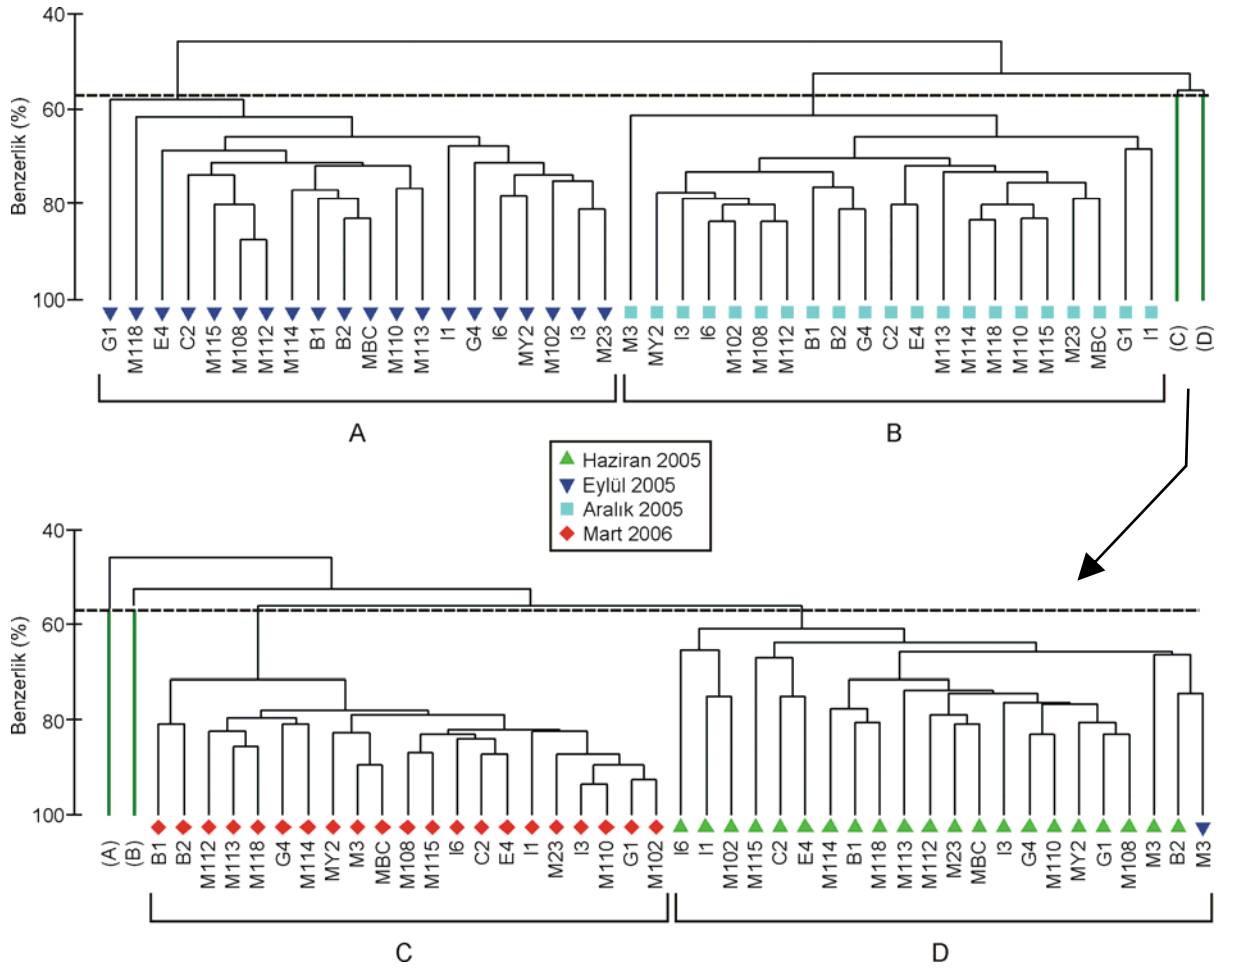 40
60
80
100
Benzerlik (%)
G1 M118 E4 C2 M115 M108 M112 M114 B1 B2 MBC M110 M113 I1 G4 I6 MY2 M102 I3 M23 M3 MY2 I3 I6 M102 M108 M112 B1 B2 G4 C2 E4 M113 M114 M118 M110 M115 M23 MBC G1 I1 (C) (D)
A B
Haziran 2005
Eylül 2005
Aralık 2005
Mart 2006
40
60
80
100
Benzerlik (%)
(A) (B) B1 B2 M112 M113 M118 G4 M114 MY2 M3 MBC M108 M115 I6 C2 E4 I1 M23 I3 M110 G1 M102 I6 I1 M102 M115 C2 E4 M114 B1 M118 M113 M112 M23 MBC I3 G4 M110 MY2 G1 M108 M3 B2 M3
C D